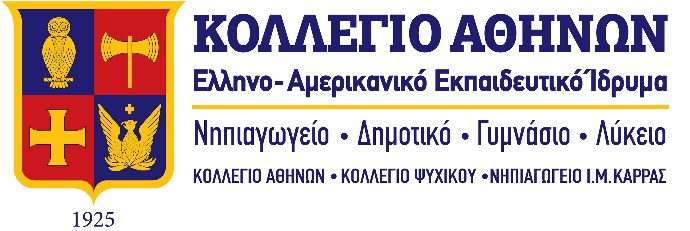 ΚΟΛΛΕΓΙΟ ΑΘΗΝΩΝ
Ελληνο-Αμερικανικό Εκπαιδευτικό Ίδρυμα
Νηπιαγωγείο • Δημοτικό • Γυμνάσιο • Λύκειο
ΚΟΛΛΕΓΙΟ ΑΘΗΝΩΝ • ΚΟΛΛΕΓΙΟ ΨΥΧΙΚΟΥ • ΝΗΠΙΑΓΩΓΕΙΟ Ι.Μ. ΚΑΡΡΑΣ
1925